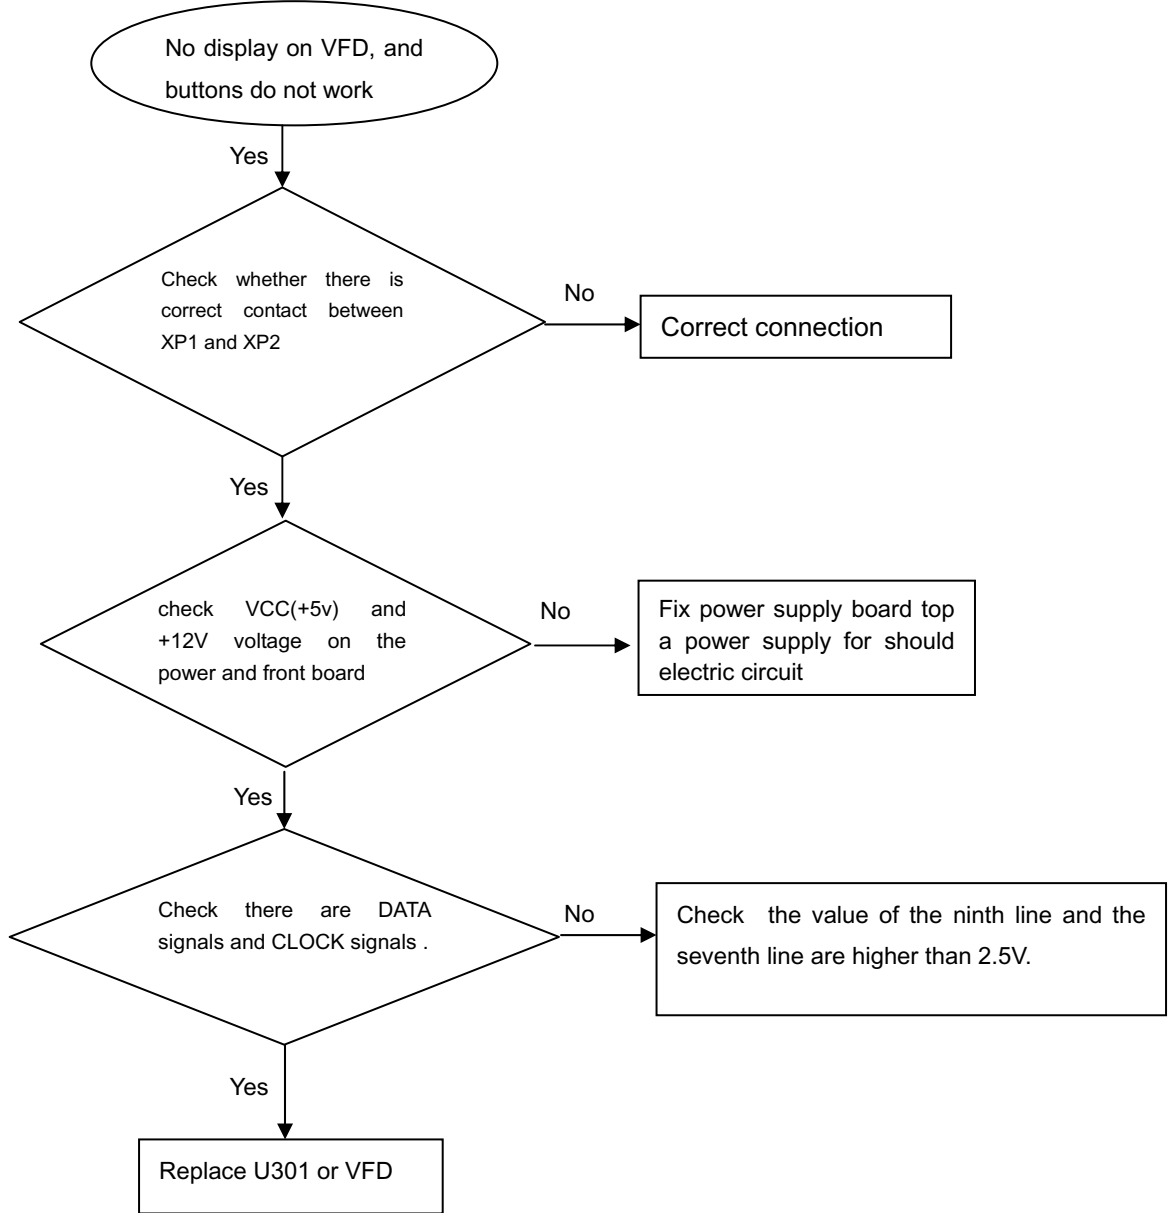 No display on VFD, and
buttons do not work
Yes
Check whether there is
correct contact between
XP1 and XP2
No
Correct connection
Yes
check VCC(+5v) and
+12V voltage on the
power and front board
No
Fix power supply board top
a power supply for should
electric circuit
Yes
Check there are DATA
signals and CLOCK signals .
No
Check the value of the ninth line and the
seventh line are higher than 2.5V.
Yes
Replace U301 or VFD